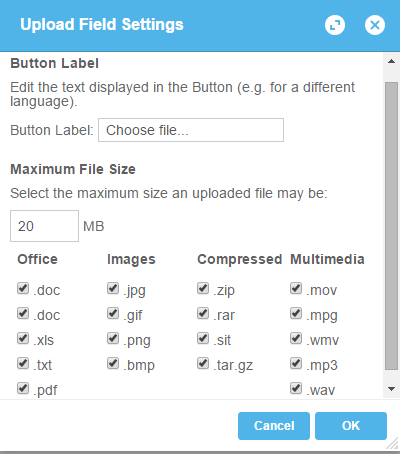 Upload Field Settings
Button Label
Edit the text displayed in the Button (e.g. for a different
language).
Button Label: Choose file...
Maximum File Size
Select the maximum size an uploaded file may be:
20 MB
Office Images Compressed Multimedia
.doc .jpg .zip .mov
.doc .gif .rar .mpg
.xls .png .sit .wmv
.txt .bmp .tar.gz .mp3
.pdf .wav
Cancel OK